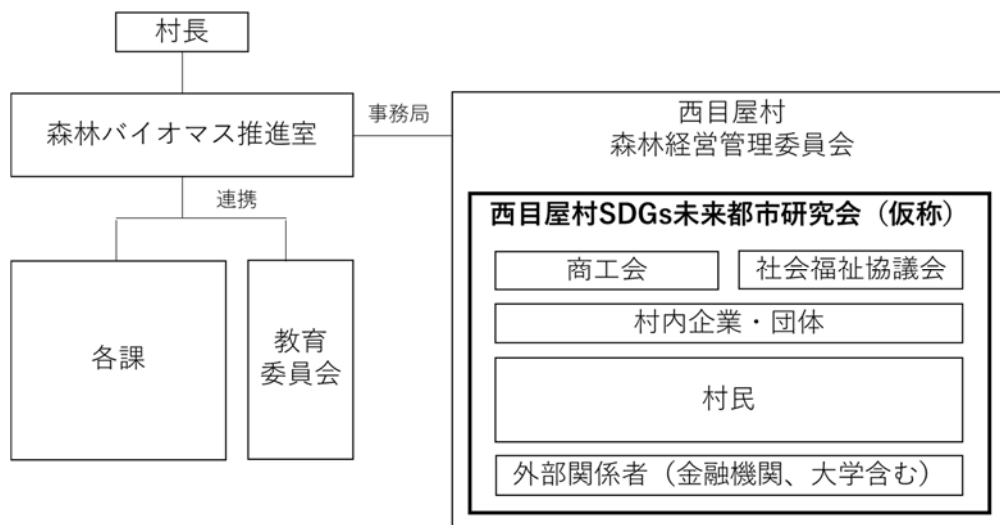 村長
森林バイオマス推進室
事務局
連携
各課
教育
委員会
西目屋村
森林経営管理委員会
西目屋村SDGs未来都市研究会（仮称）
商工会
社会福祉協議会
村内企業・団体
村民
外部関係者（金融機関、大学含む）